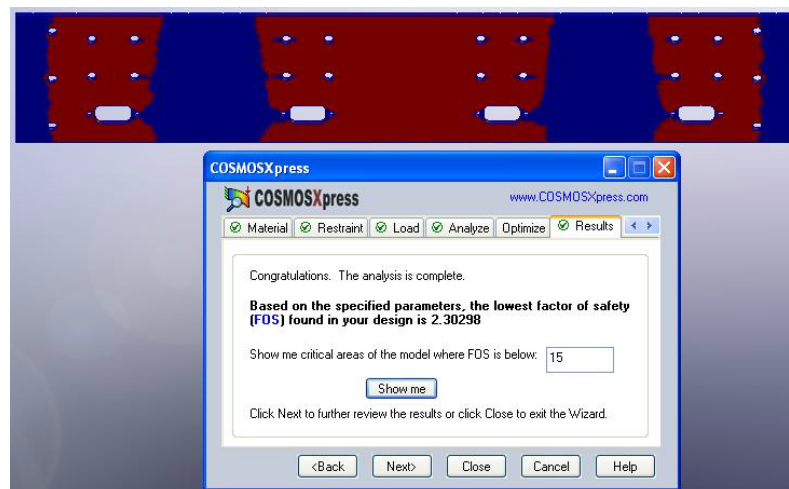 COSMOSXpress
COSMOSXpress
www.COSMOSXpress.com
Material Restraint Load Analyze Optimize Results
Congratulations. The analysis is complete.
Based on the specified parameters, the lowest factor of safety
(FOS) found in your design is 2.30298
Show me critical areas of the model where FOS is below: 15
Show me
Click Next to further review the results or click Close to exit the Wizard.
<Back Next> Close Cancel Help